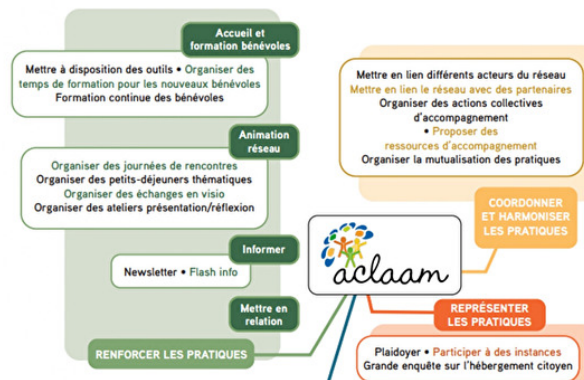 Accueil et
formation bénévoles
Mettre à disposition des outils • Organiser des
temps de formation pour les nouveaux bénévoles
Formation continue des bénévoles
Animation
réseau
Organiser des journées de rencontres
Organiser des petits-déjeuners thématiques
Organiser des échanges en visio
Organiser des ateliers présentation/réflexion
Informer
Newsletter • Flash info
Mettre en
relation
RENFORCER LES PRATIQUES
aclaam
Mettre en lien différents acteurs du réseau
Mettre en lien le réseau avec des partenaires
Organiser des actions collectives
d'accompagnement
• Proposer des
ressources d'accompagnement
Organiser la mutualisation des pratiques
COORDONNER
ET HARMONISER
LES PRATIQUES
REPRÉSENTER
LES PRATIQUES
Plaidoyer • Participer à des instances
Grande enquête sur l'hébergement citoyen